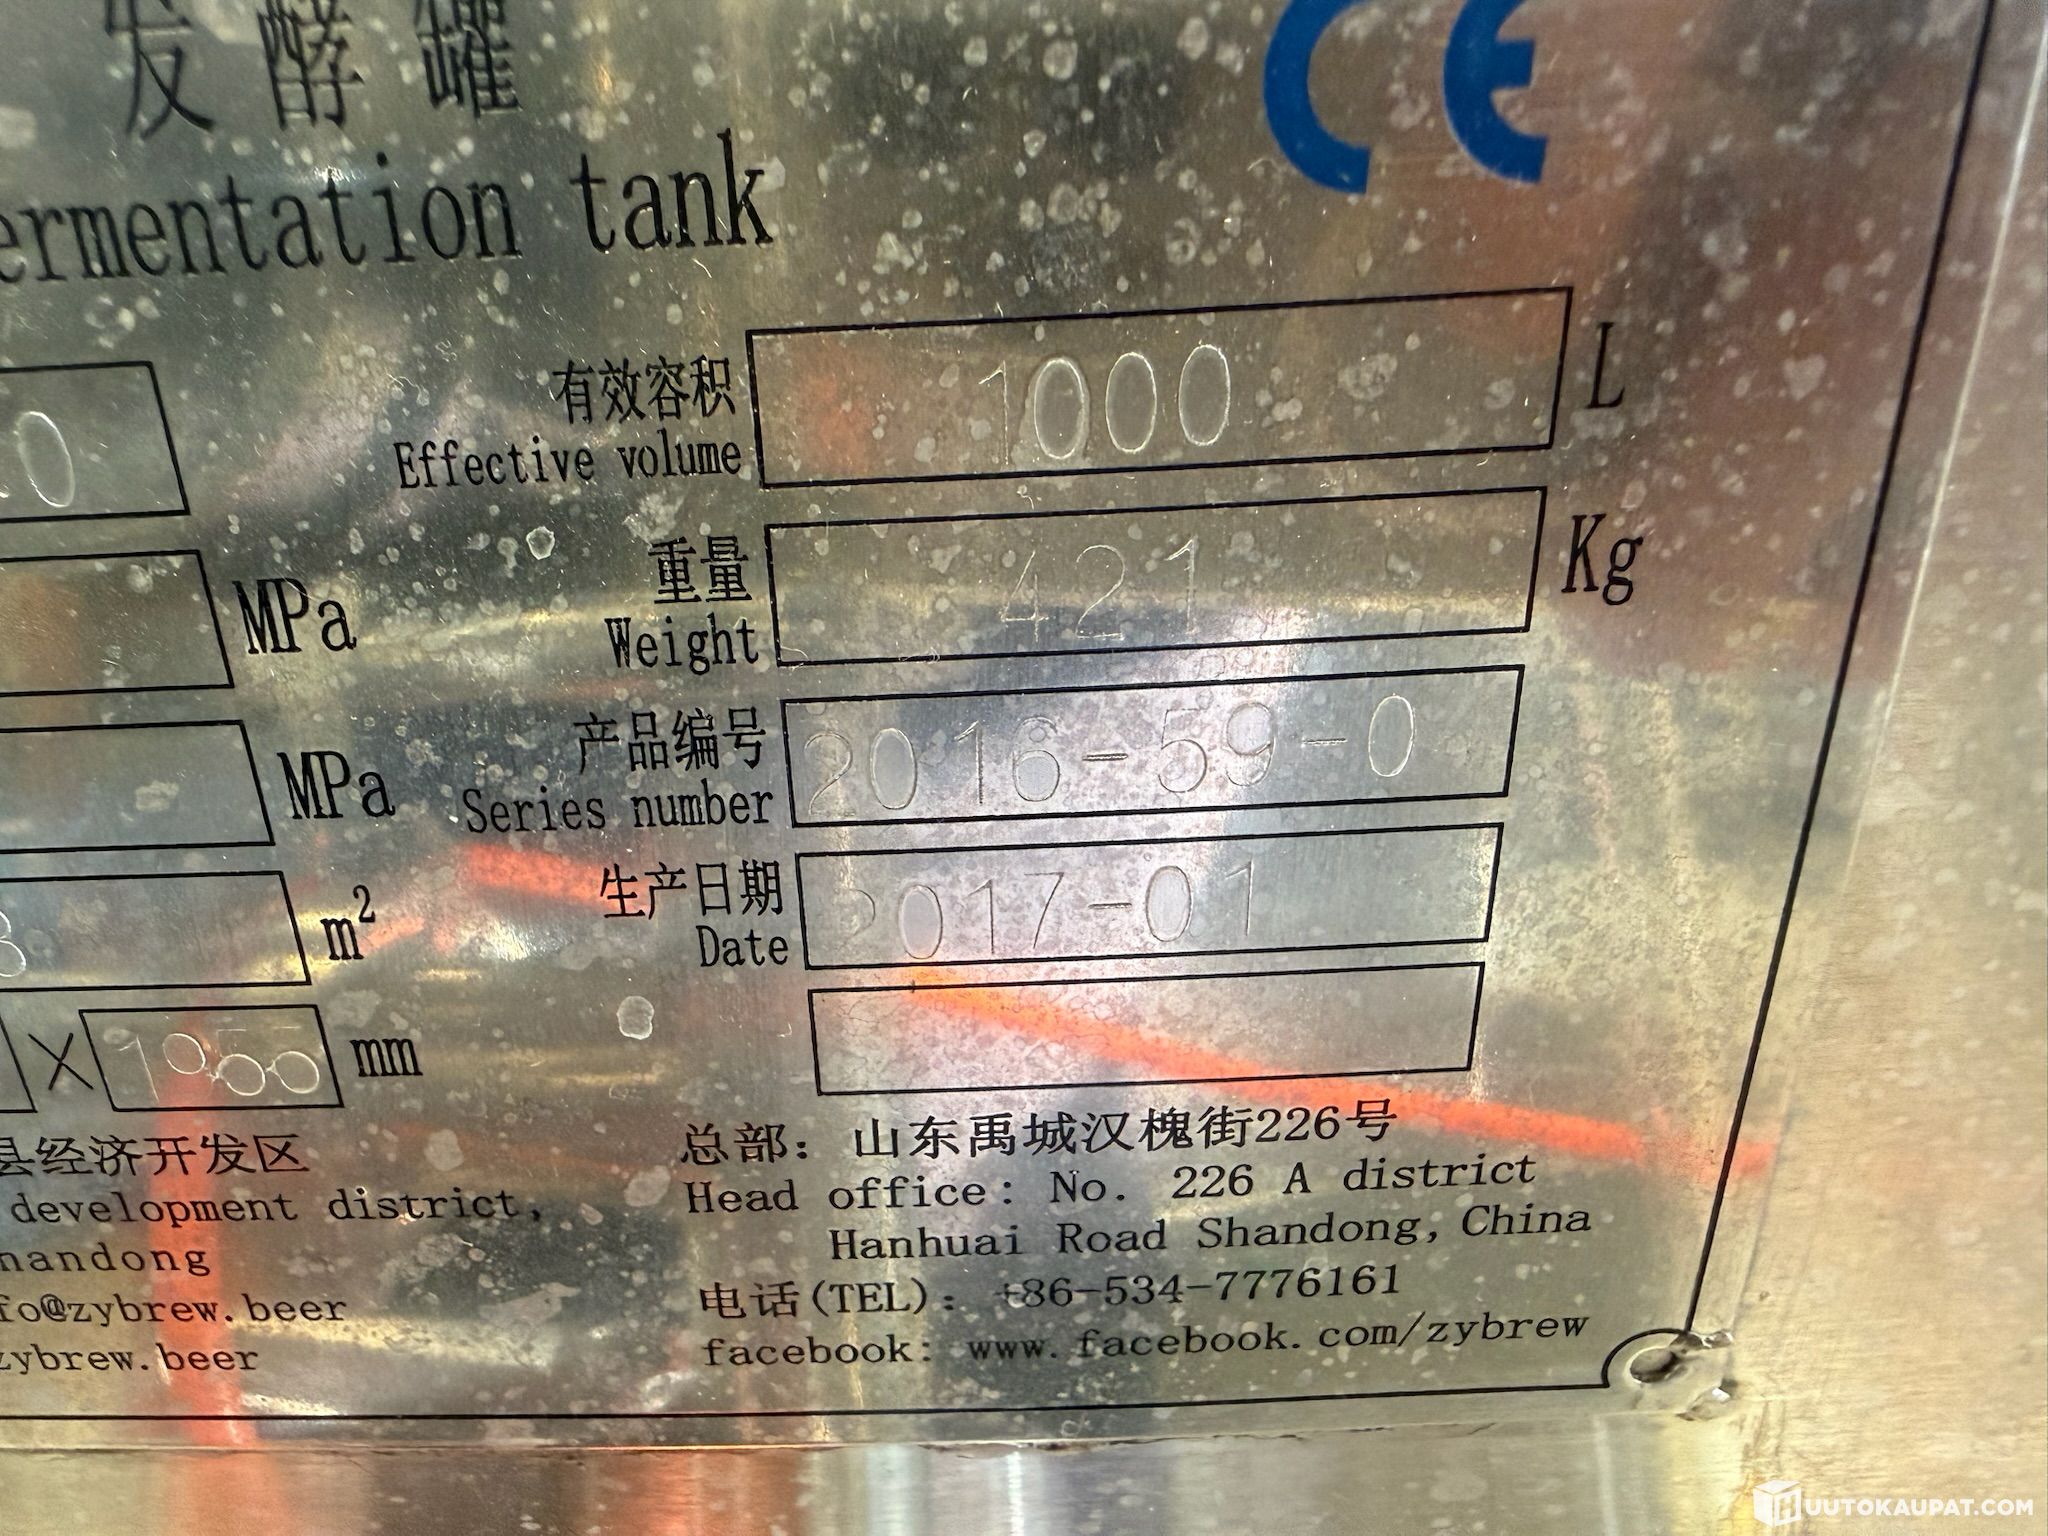 发酵罐
CE
ermentation tank
0
有效容积
Effective volume
1000
L
MPa
重量
Weight
421
Kg
MPa
产品编号
Series number
2016-59-0
m²
生产日期
Date
2017-01
X
mm
县经济开发区
development district,
nandong
fo@zybrew.beer
zybrew.beer
总部：山东禹城汉槐街226号
Head office: No. 226 A district
Hanhuai Road Shandong, China
电话(TEL)：+86-534-7776161
facebook: www.facebook.com/zybrew
HUUTOKAUPAT.COM